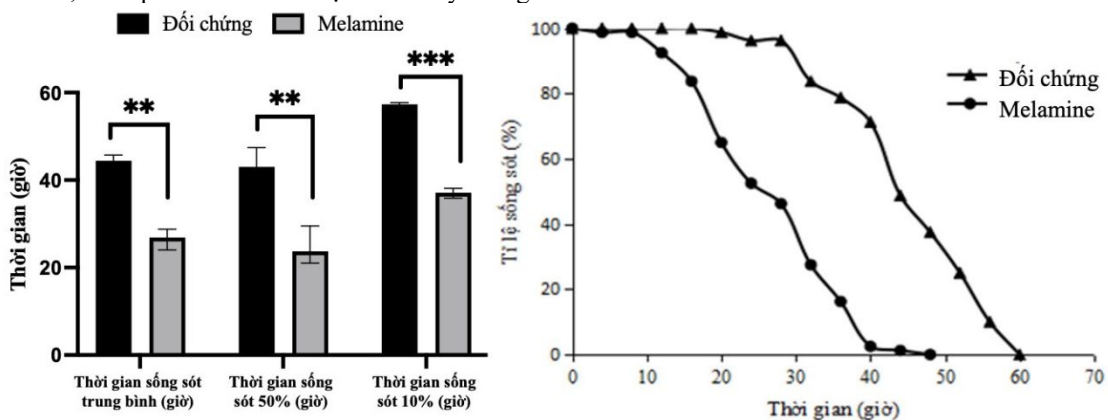 Đối chứng
Melamine
**
**
***
60
40
20
0
Thời gian (giờ)
Thời gian sống sót
trung bình (giờ)
Thời gian sống
sót 50% (giờ)
Thời gian sống
sót 10% (giờ)
100
80
60
40
20
0
Tỉ lệ sống sót (%)
Đối chứng
Melamine
0
10
20
30
40
50
60
70
Thời gian (giờ)